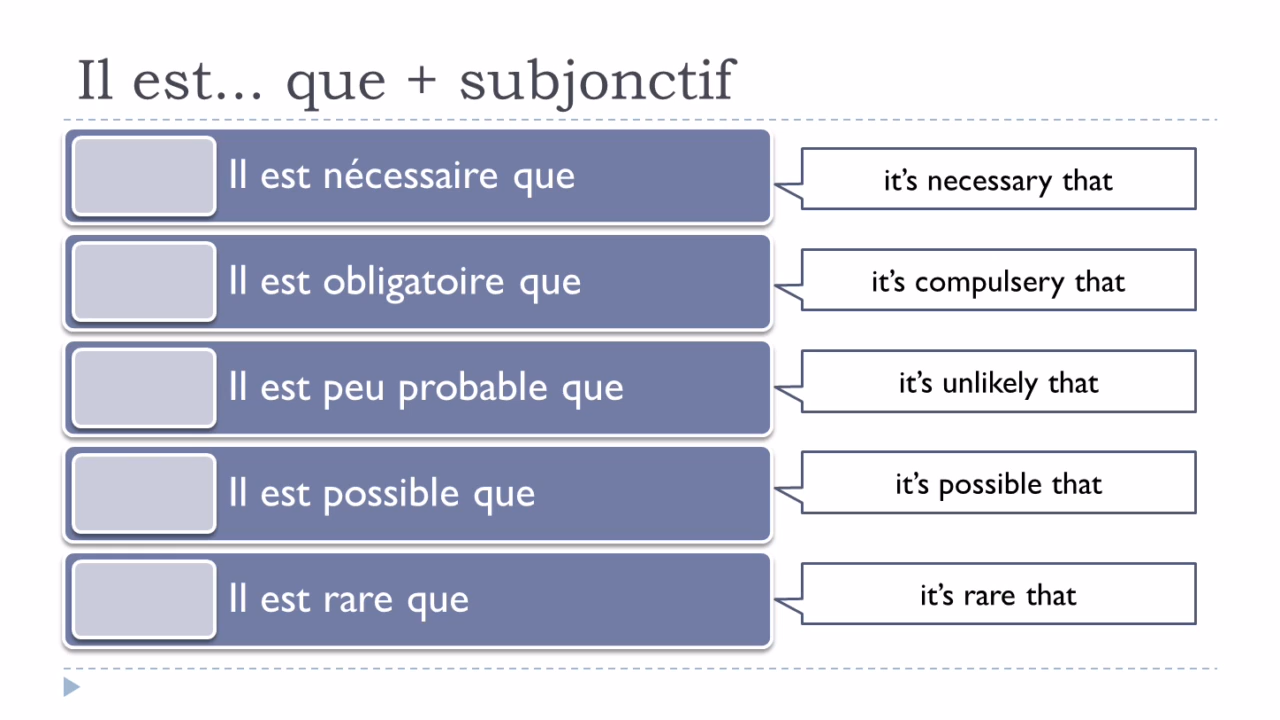 Il est... que + subjonctif
Il est nécessaire que
it's necessary that
Il est obligatoire que
it's compulsery that
Il est peu probable que
it's unlikely that
Il est possible que
it's possible that
Il est rare que
it's rare that